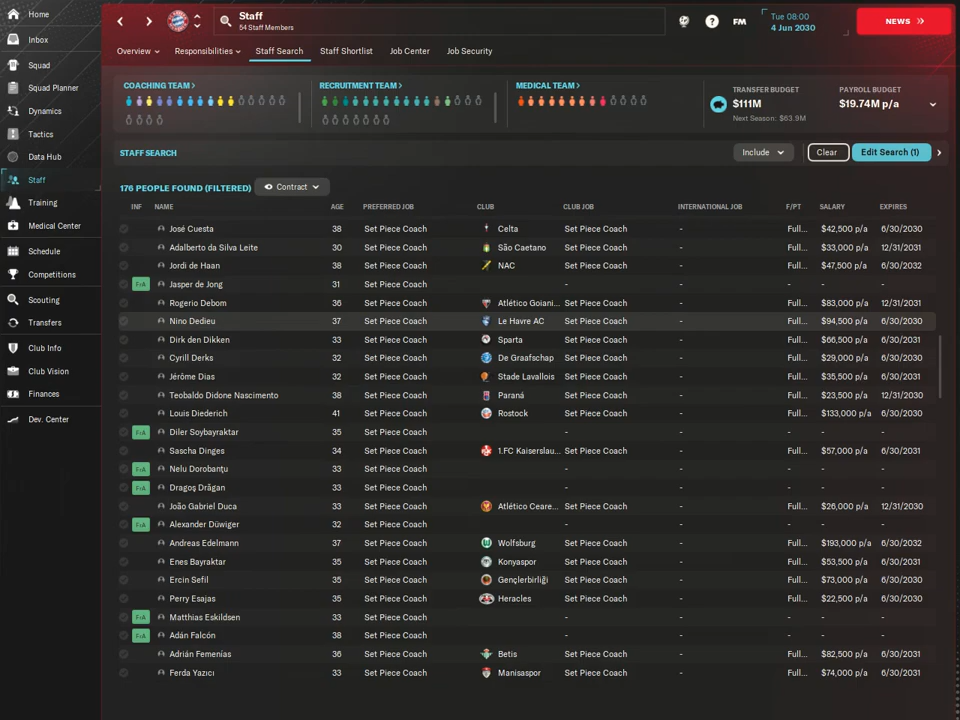 Home
Inbox
Squad
Squad Planner
Dynamics
Tactics
Data Hub
Staff
Training
Medical Center
Schedule
Competitions
Scouting
Transfers
Club Info
Club Vision
Finances
Dev. Center
Staff
54 Staff Members
? FM
Tue 08:00
4 Jun 2030
NEWS
Overview Responsibilities Staff Search Staff Shortlist Job Center Job Security
COACHING TEAM
RECRUITMENT TEAM
MEDICAL TEAM
TRANSFER BUDGET
$111M
Next Season: $63.9M
PAYROLL BUDGET
$19.74M p/a
STAFF SEARCH Include Clear Edit Search (1)
176 PEOPLE FOUND (FILTERED) Contract
INF NAME AGE PREFERRED JOB CLUB CLUB JOB INTERNATIONAL JOB F/PT SALARY EXPIRES
José Cuesta 38 Set Piece Coach Celta Set Piece Coach - Full... $42,500 p/a 6/30/2030
Adalberto da Silva Leite 30 Set Piece Coach São Caetano Set Piece Coach - Full... $33,000 p/a 12/31/2031
Jordi de Haan 38 Set Piece Coach NAC Set Piece Coach - Full... $47,500 p/a 6/30/2032
FrA Jasper de Jong 31 Set Piece Coach - - - - -
Rogerio Debom 36 Set Piece Coach Atlético Goiani... Set Piece Coach - Full... $83,000 p/a 12/31/2031
Nino Dedieu 37 Set Piece Coach Le Havre AC Set Piece Coach - Full... $94,500 p/a 6/30/2030
Dirk den Dikken 33 Set Piece Coach Sparta Set Piece Coach - Full... $66,500 p/a 6/30/2031
Cyrill Derks 32 Set Piece Coach De Graafschap Set Piece Coach - Full... $29,000 p/a 6/30/2030
Jérôme Dias 32 Set Piece Coach Stade Lavallois Set Piece Coach - Full... $35,500 p/a 6/30/2031
Teobaldo Didone Nascimento 38 Set Piece Coach Paraná Set Piece Coach - Full... $23,500 p/a 12/31/2030
Louis Diederich 41 Set Piece Coach Rostock Set Piece Coach - Full... $133,000 p/a 6/30/2030
FrA Diler Soybayraktar 35 Set Piece Coach - - - - -
Sascha Dinges 34 Set Piece Coach 1.FC Kaiserslau... Set Piece Coach - Full... $57,000 p/a 6/30/2031
FrA Nelu Dorobanțu 33 Set Piece Coach - - - - -
FrA Dragoș Drăgan 33 Set Piece Coach - - - - -
João Gabriel Duca 33 Set Piece Coach Atlético Ceare... Set Piece Coach - Full... $26,000 p/a 12/31/2030
FrA Alexander Düwiger 32 Set Piece Coach - - - - -
Andreas Edelmann 37 Set Piece Coach Wolfsburg Set Piece Coach - Full... $193,000 p/a 6/30/2032
Enes Bayraktar 35 Set Piece Coach Konyaspor Set Piece Coach - Full... $53,500 p/a 6/30/2031
Ercin Sefil 35 Set Piece Coach Gençlerbirliği Set Piece Coach - Full... $73,000 p/a 6/30/2030
Perry Esajas 35 Set Piece Coach Heracles Set Piece Coach - Full... $22,500 p/a 6/30/2030
FrA Matthias Eskildsen 33 Set Piece Coach - - - - -
FrA Adán Falcón 38 Set Piece Coach - - - - -
Adrián Femenías 36 Set Piece Coach Betis Set Piece Coach - Full... $82,500 p/a 6/30/2031
Ferda Yazıcı 33 Set Piece Coach Manisaspor Set Piece Coach - Full... $74,000 p/a 6/30/2031